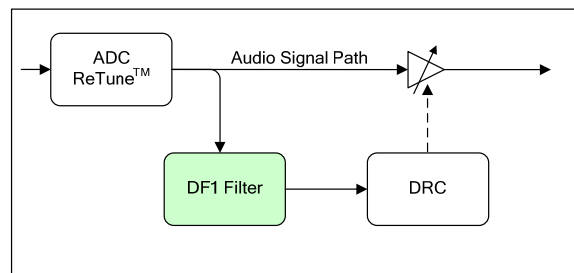 ADC
ReTune™
Audio Signal Path
DF1 Filter
DRC